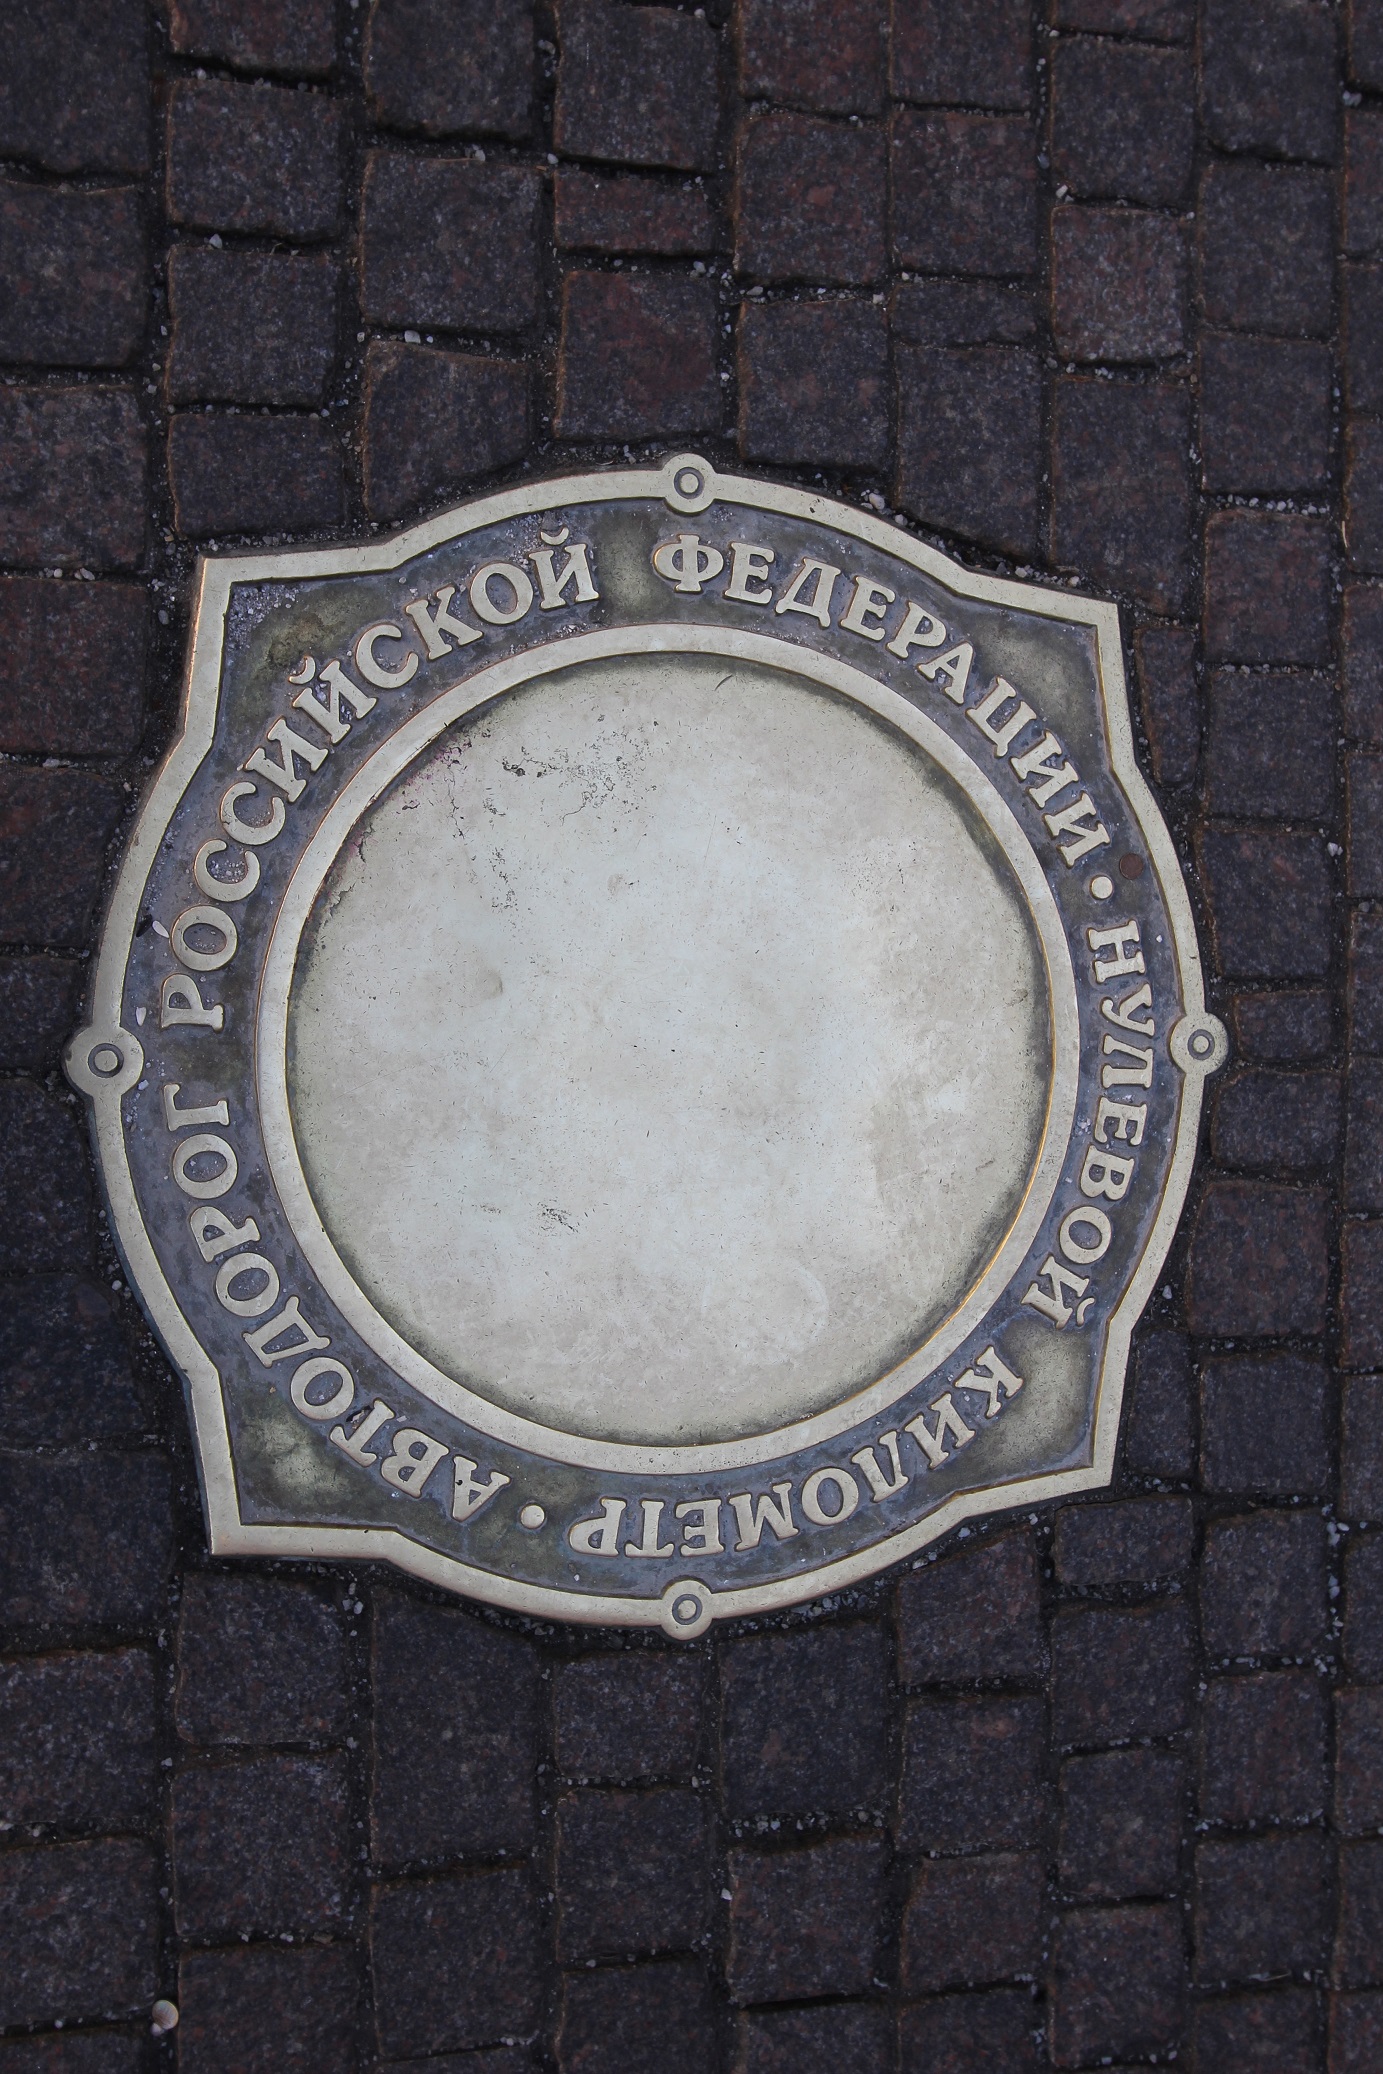 НУЛЕВОЙ КИЛОМЕТР · АВТОДОРОГ РОССИЙСКОЙ ФЕДЕРАЦИИ ·